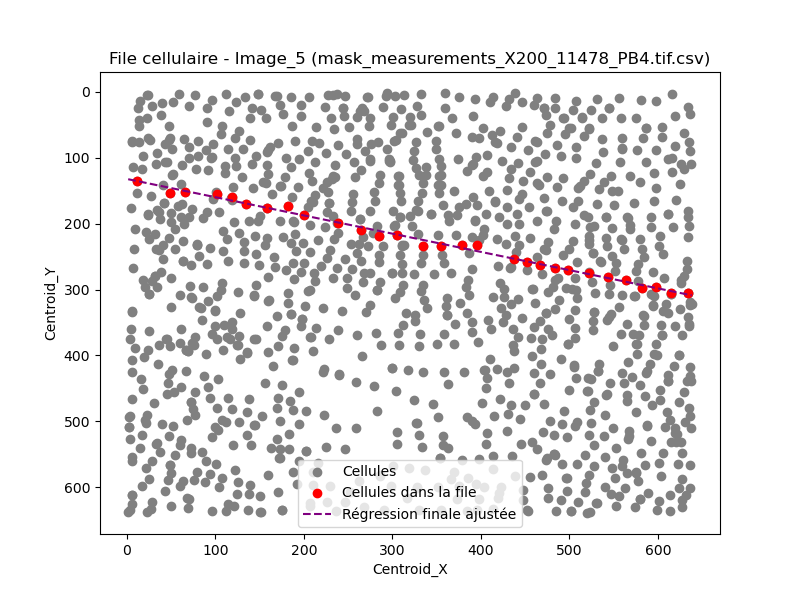 File cellulaire - Image_5 (mask_measurements_X200_11478_PB4.tif.csv)
0
100
200
300
400
500
600
Centroid_Y
Cellules
Cellules dans la file
Régression finale ajustée
0 100 200 300 400 500 600
Centroid_X